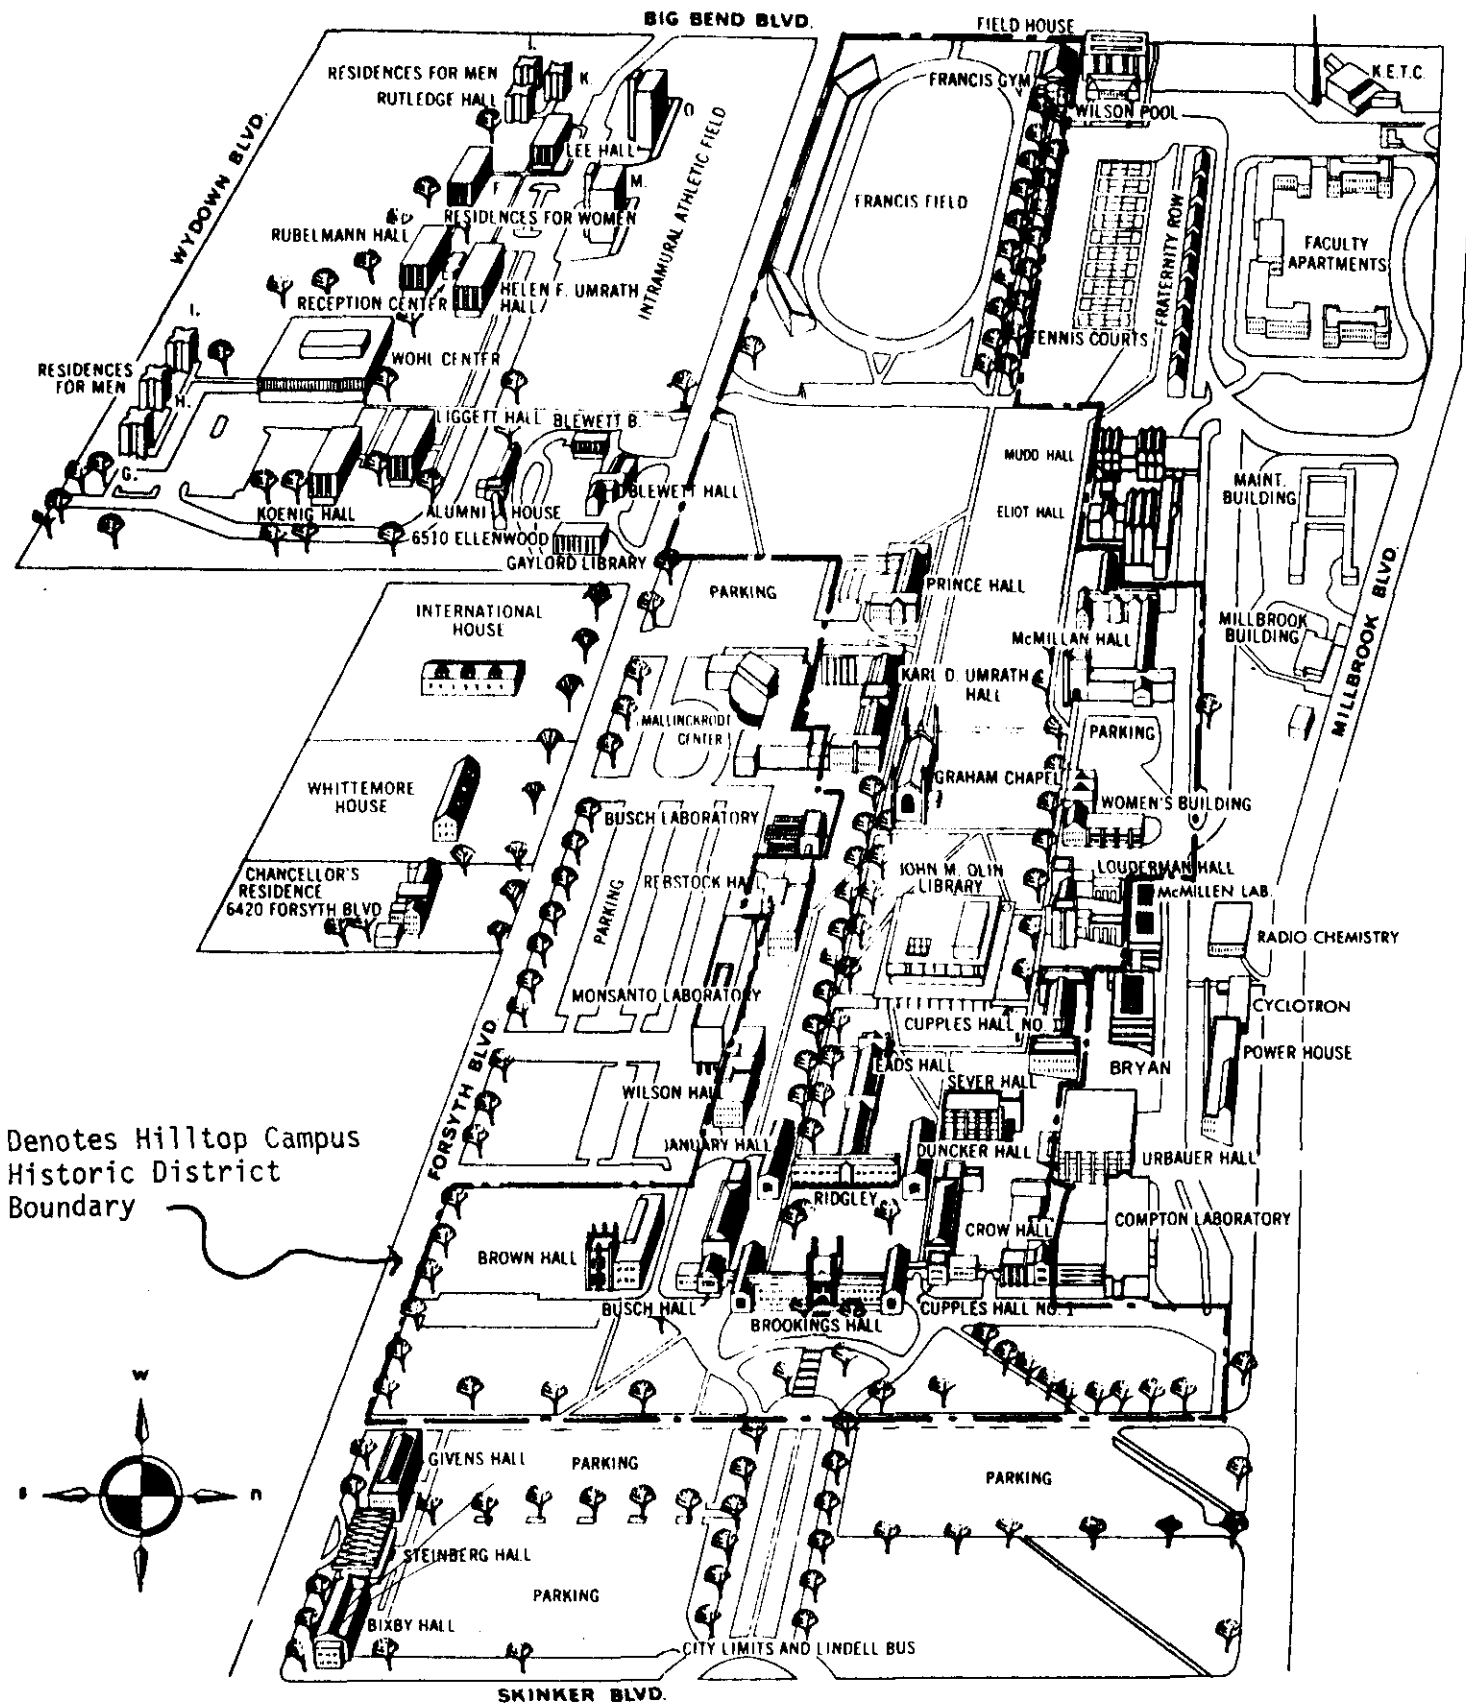 BIG BEND BLVD.
FIELD HOUSE
J.
RESIDENCES FOR MEN
K.
RUTLEDGE HALL
O
LEE HALL
F
M.
RESIDENCES FOR WOMEN
RUBELMANN HALL
RECEPTION CENTER
HELEN F. UMRATH
HALL
WYDOWN BLVD.
INTRAMURAL ATHLETIC FIELD
FRANCIS GYM
WILSON POOL
K.E.T.C.
FRANCIS FIELD
FRATERNITY ROW
FACULTY
APARTMENTS
TENNIS COURTS
I.
RESIDENCES
FOR MEN
H.
G.
WOHL CENTER
LIGGETT HALL
BLEWETT B.
BLEWETT HALL
KOENIG HALL
ALUMNI HOUSE
6510 ELLENWOOD
GAYLORD LIBRARY
MUDD HALL
ELIOT HALL
MAINT.
BUILDING
MILLBROOK BLVD.
PARKING
PRINCE HALL
INTERNATIONAL
HOUSE
McMILLAN HALL
MILLBROOK
BUILDING
KARL D. UMRATH
HALL
MALLINCKRODT
CENTER
PARKING
GRAHAM CHAPEL
WOMEN'S BUILDING
WHITTEMORE
HOUSE
BUSCH LABORATORY
CHANCELLOR'S
RESIDENCE
6420 FORSYTH BLVD
REBSTOCK HALL
PARKING
JOHN M. OLIN
LIBRARY
LOUDERMAN HALL
McMILLEN LAB.
RADIO CHEMISTRY
MONSANTO LABORATORY
CUPPLES HALL NO.
CYCLOTRON
POWER HOUSE
BRYAN
EADS HALL
SEVER HALL
WILSON HALL
FORSYTH BLVD.
JANUARY HALL
DUNCKER HALL
URBAUER HALL
Denotes Hilltop Campus
Historic District
Boundary
RIDGLEY
CROW HALL
COMPTON LABORATORY
BROWN HALL
BUSCH HALL
BROOKINGS HALL
CUPPLES HALL NO. I
W
S
n
GIVENS HALL
PARKING
PARKING
STEINBERG HALL
PARKING
BIXBY HALL
CITY LIMITS AND LINDELL BUS
SKINKER BLVD.